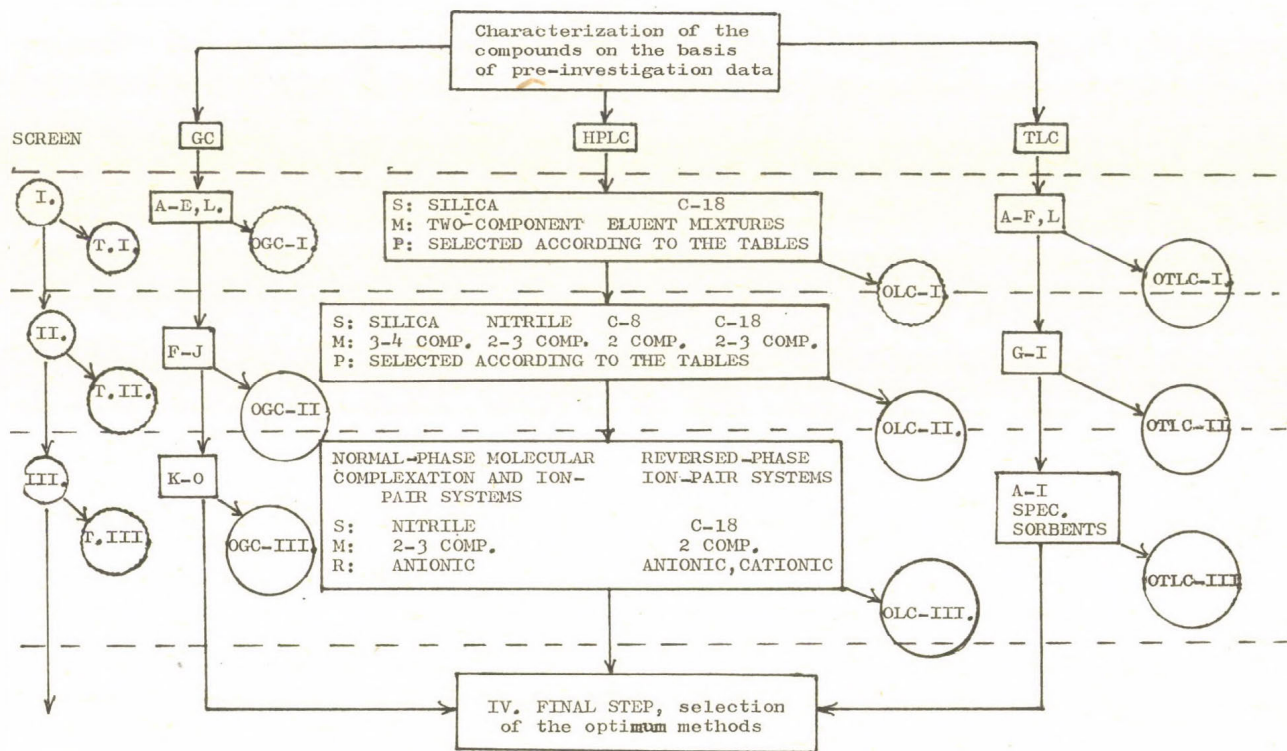 Characterization of the
compounds on the basis
of pre-investigation data
SCREEN
GC
HPLC
TLC
I.
T.I.
A-E,L.
OGC-I.
S: SILICA C-18
M: TWO-COMPONENT ELUENT MIXTURES
P: SELECTED ACCORDING TO THE TABLES
OLC-I.
A-F,L
OTLC-I.
II.
T.II.
F-J
OGC-II
S: SILICA NITRILE C-8 C-18
M: 3-4 COMP. 2-3 COMP. 2 COMP. 2-3 COMP.
P: SELECTED ACCORDING TO THE TABLES
OLC-II.
G-I
OTLC-II
III.
T.III.
K-O
OGC-III.
NORMAL-PHASE MOLECULAR
COMPLEXATION AND ION-
PAIR SYSTEMS
S: NITRILE
M: 2-3 COMP.
R: ANIONIC
REVERSED-PHASE
ION-PAIR SYSTEMS
C-18
2 COMP.
ANIONIC,CATIONIC
OLC-III.
A-I
SPEC.
SORBENTS
OTLC-III
IV. FINAL STEP, selection
of the optimum methods